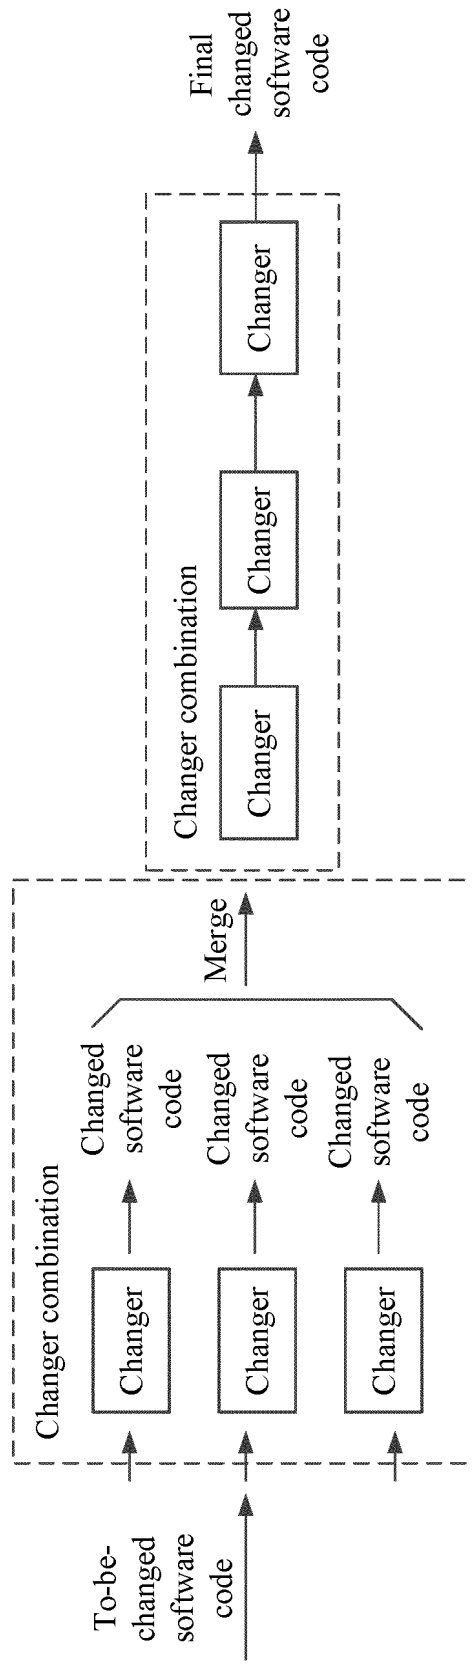 To-be-
changed
software
code
Changer combination
Changer
Changer
Changer
Changed
software
code
Changed
software
code
Changed
software
code
Merge
Changer combination
Changer
Changer
Changer
Final
changed
software
code